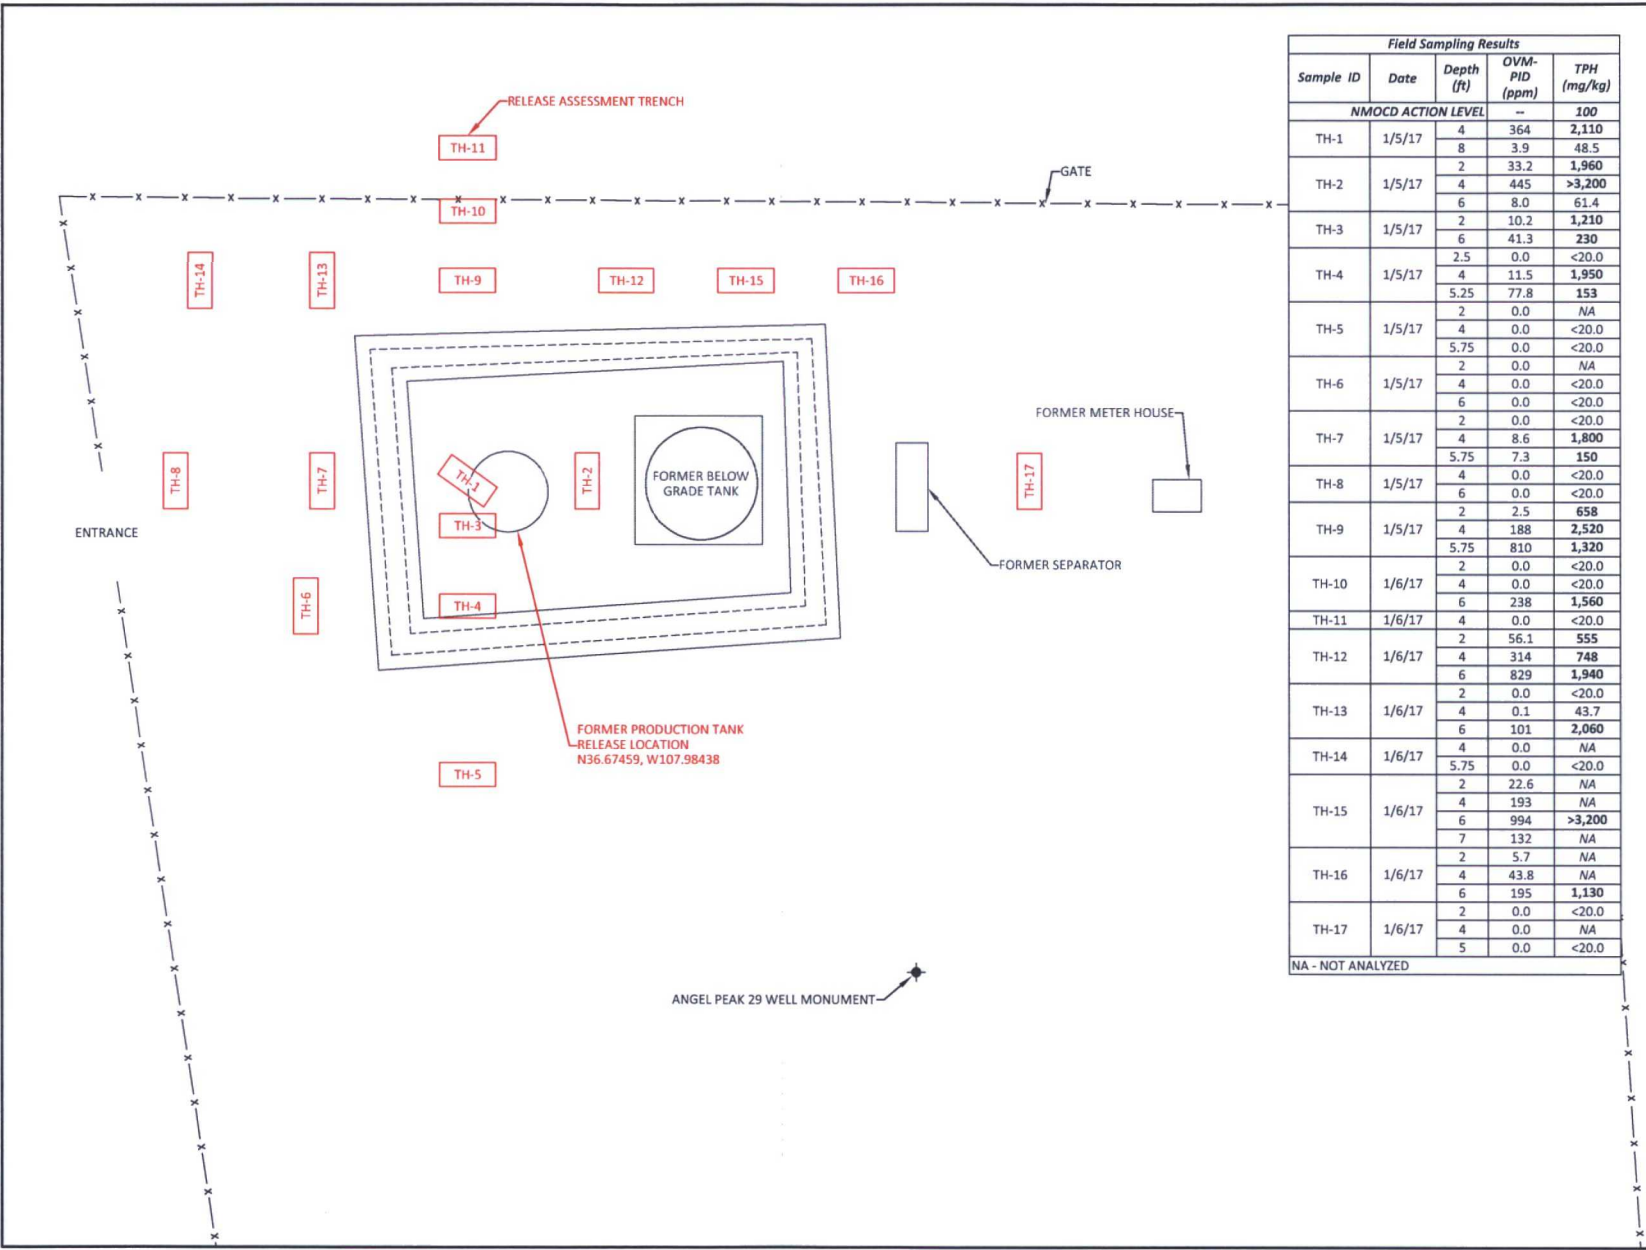 RELEASE ASSESSMENT TRENCH
TH-11
GATE
TH-10
TH-14
TH-13
TH-9
TH-12
TH-15
TH-16
FORMER METER HOUSE
TH-8
TH-7
TH-1
TH-2
FORMER BELOW
GRADE TANK
TH-17
TH-3
ENTRANCE
FORMER SEPARATOR
TH-6
TH-4
FORMER PRODUCTION TANK
RELEASE LOCATION
N36.67459, W107.98438
TH-5
ANGEL PEAK 29 WELL MONUMENT
Field Sampling Results
Sample ID Date Depth (ft) OVM-PID (ppm) TPH (mg/kg)
NMOCD ACTION LEVEL -- 100
TH-1 1/5/17 4 364 2,110
8 3.9 48.5
TH-2 1/5/17 2 33.2 1,960
4 445 >3,200
6 8.0 61.4
TH-3 1/5/17 2 10.2 1,210
6 41.3 230
TH-4 1/5/17 2.5 0.0 <20.0
4 11.5 1,950
5.25 77.8 153
TH-5 1/5/17 2 0.0 NA
4 0.0 <20.0
5.75 0.0 <20.0
TH-6 1/5/17 2 0.0 NA
4 0.0 <20.0
6 0.0 <20.0
TH-7 1/5/17 2 0.0 <20.0
4 8.6 1,800
5.75 7.3 150
TH-8 1/5/17 4 0.0 <20.0
6 0.0 <20.0
TH-9 1/5/17 2 2.5 658
4 188 2,520
5.75 810 1,320
TH-10 1/6/17 2 0.0 <20.0
4 0.0 <20.0
6 238 1,560
TH-11 1/6/17 4 0.0 <20.0
TH-12 1/6/17 2 56.1 555
4 314 748
6 829 1,940
TH-13 1/6/17 2 0.0 <20.0
4 0.1 43.7
6 101 2,060
TH-14 1/6/17 4 0.0 NA
5.75 0.0 <20.0
TH-15 1/6/17 2 22.6 NA
4 193 NA
6 994 >3,200
7 132 NA
TH-16 1/6/17 2 5.7 NA
4 43.8 NA
6 195 1,130
TH-17 1/6/17 2 0.0 <20.0
4 0.0 NA
5 0.0 <20.0
NA - NOT ANALYZED